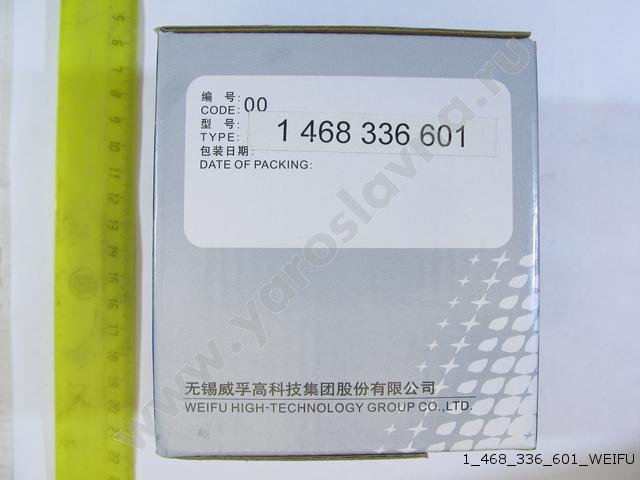 编 号:
CODE: 00
型 号:
TYPE: 1 468 336 601
包装日期:
DATE OF PACKING:
无锡威孚高科技集团股份有限公司
WEIFU HIGH-TECHNOLOGY GROUP CO.,LTD.
www.yaroslavna.ru
1_468_336_601_WEIFU